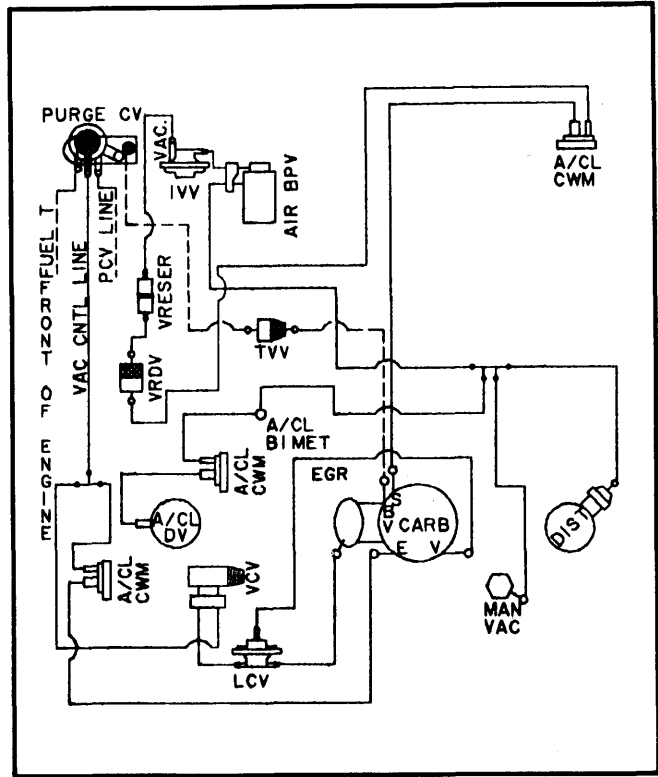 PURGE CV
VAC.
IVV
AIR BPV
A/CL
CWM
FUEL T
PCV LINE
VAC CNTL LINE
FRONT OF ENGINE
VRESER
VRDV
TVV
A/CL
BIMET
A/CL
CWM
EGR
A/CL
DV
S
B
V
CARB
E
V
DIST
A/CL
CWM
VCV
LCV
MAN
VAC